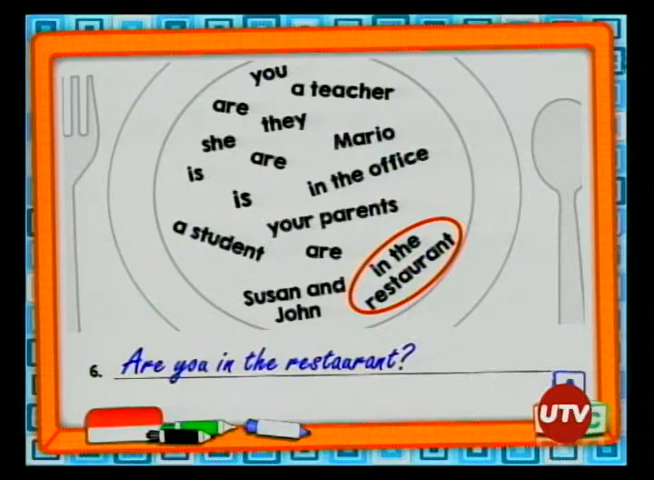 you
a teacher
are
they
she
Mario
are
is
in the office
is
your parents
a student
are
in the
restaurant
Susan and
John
6. Are you in the restaurant?
A
UTV
C